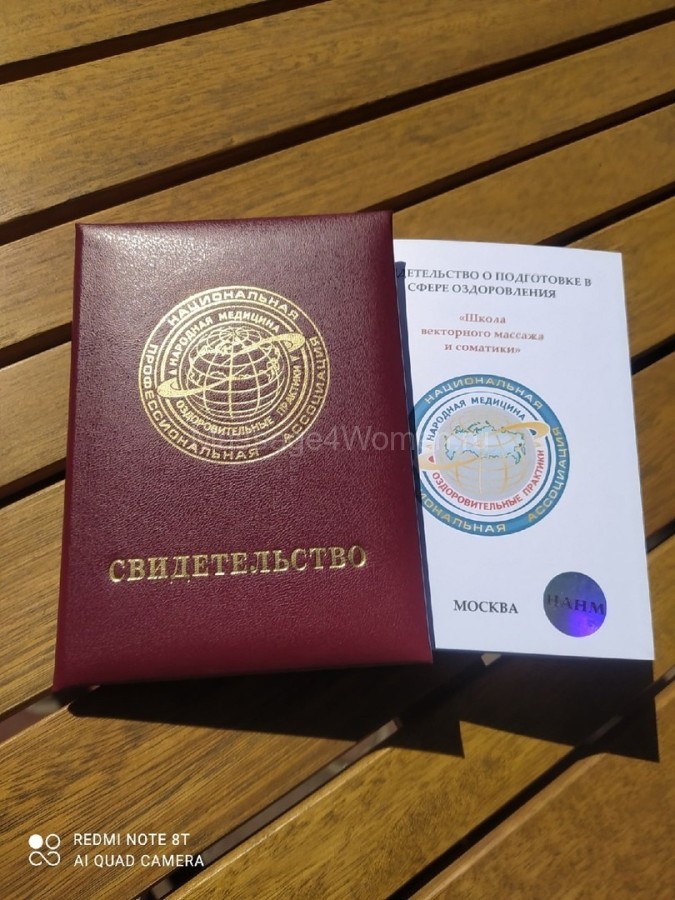 НАЦИОНАЛЬНАЯ
ПРОФЕССИОНАЛЬНАЯ
АССОЦИАЦИЯ
НАРОДНАЯ МЕДИЦИНА
ОЗДОРОВИТЕЛЬНЫЕ ПРАКТИКИ
СВИДЕТЕЛЬСТВО
ДЕТЕЛЬСТВО О ПОДГОТОВКЕ В
СФЕРЕ ОЗДОРОВЛЕНИЯ
«Школа
векторного массажа
и соматики»
НАЦИОНАЛЬНАЯ
ИОНАЛЬНАЯ
АССОЦИАЦИЯ
НАРОДНАЯ МЕДИЦИНА
ОЗДОРОВИТЕЛЬНЫЕ ПРАКТИКИ
МОСКВА
НАНМ
REDMI NOTE 8T
AI QUAD CAMERA